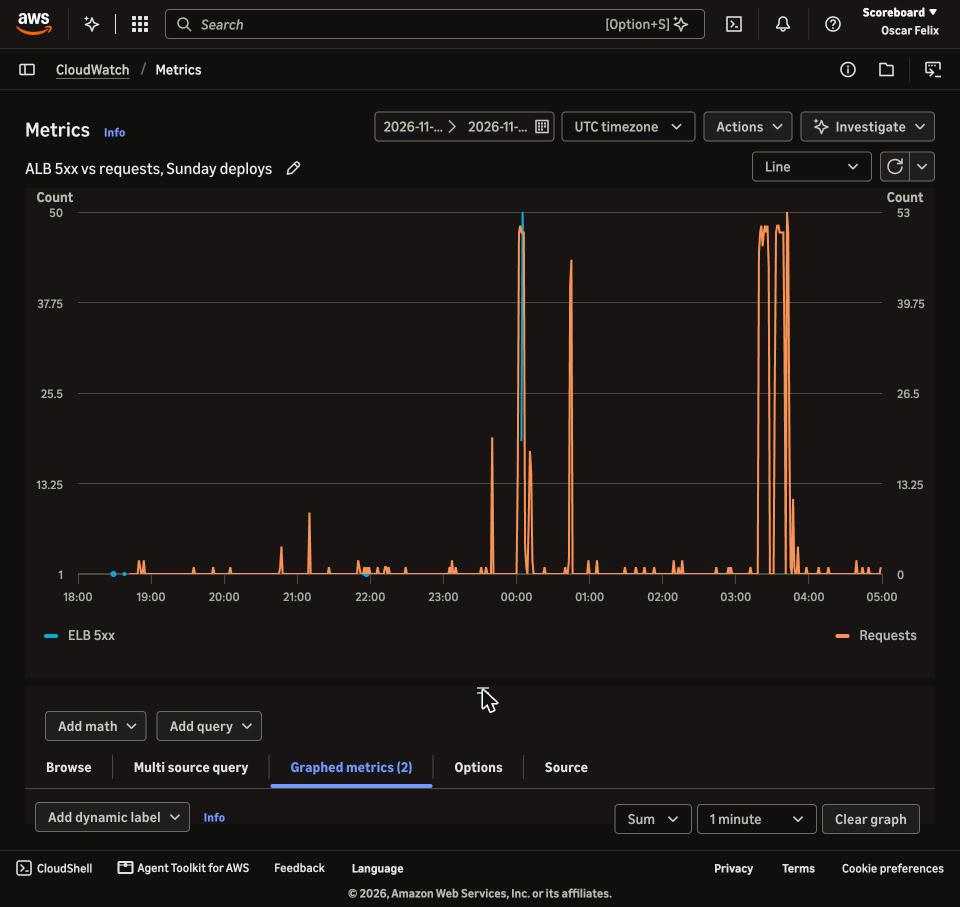 aws
Search
[Option+S]
Scoreboard
Oscar Felix
CloudWatch / Metrics
Metrics Info
2026-11-... 2026-11-...
UTC timezone
Actions
Investigate
ALB 5xx vs requests, Sunday deploys
Line
Count Count
50 53
37.75 39.75
25.5 26.5
13.25 13.25
1 0
18:00 19:00 20:00 21:00 22:00 23:00 00:00 01:00 02:00 03:00 04:00 05:00
ELB 5xx Requests
Add math Add query
Browse Multi source query Graphed metrics (2) Options Source
Add dynamic label Info Sum 1 minute Clear graph
CloudShell Agent Toolkit for AWS Feedback Language Privacy Terms Cookie preferences
© 2026, Amazon Web Services, Inc. or its affiliates.